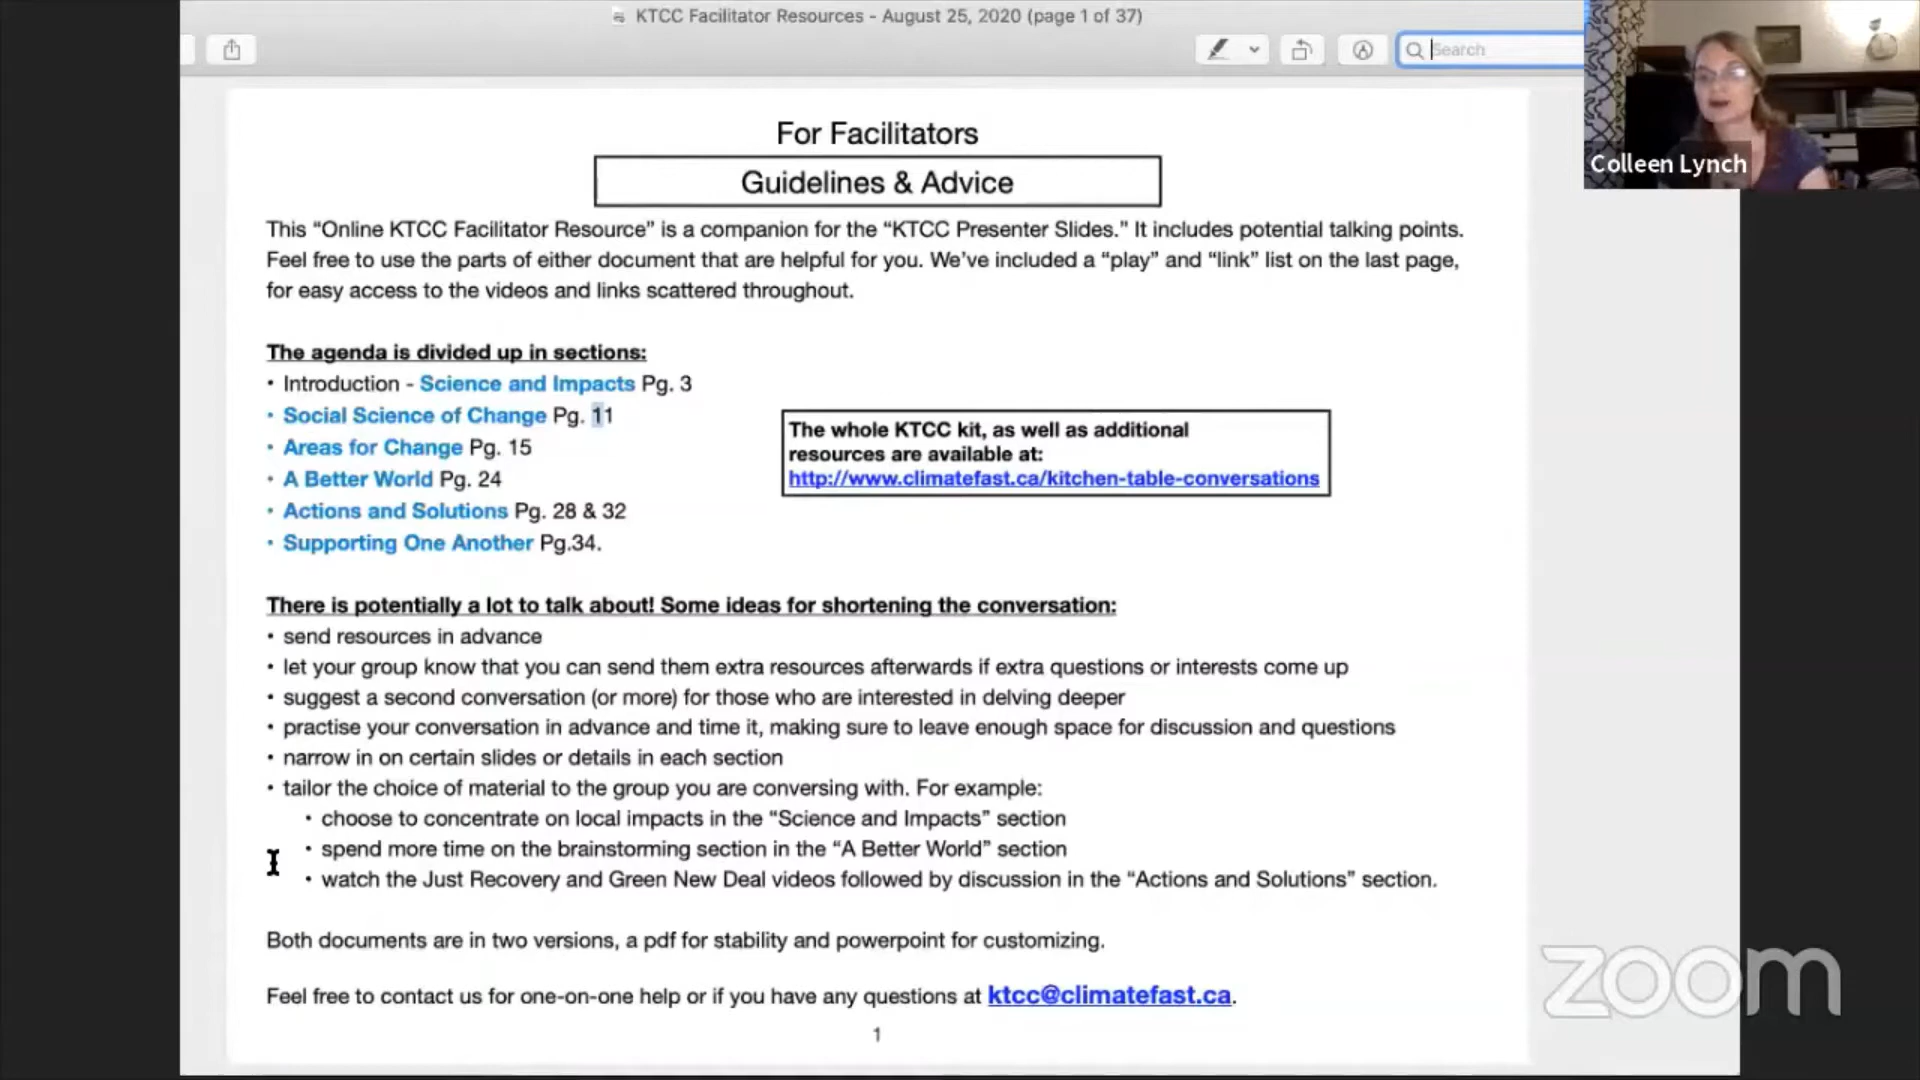 KTCC Facilitator Resources - August 25, 2020 (page 1 of 37)
Search
Colleen Lynch
For Facilitators
Guidelines & Advice
This “Online KTCC Facilitator Resource” is a companion for the “KTCC Presenter Slides.” It includes potential talking points.
Feel free to use the parts of either document that are helpful for you. We’ve included a “play” and “link” list on the last page,
for easy access to the videos and links scattered throughout.
The agenda is divided up in sections:
• Introduction - Science and Impacts Pg. 3
• Social Science of Change Pg. 11
• Areas for Change Pg. 15
• A Better World Pg. 24
• Actions and Solutions Pg. 28 & 32
• Supporting One Another Pg.34.
The whole KTCC kit, as well as additional
resources are available at:
http://www.climatefast.ca/kitchen-table-conversations
There is potentially a lot to talk about! Some ideas for shortening the conversation:
• send resources in advance
• let your group know that you can send them extra resources afterwards if extra questions or interests come up
• suggest a second conversation (or more) for those who are interested in delving deeper
• practise your conversation in advance and time it, making sure to leave enough space for discussion and questions
• narrow in on certain slides or details in each section
• tailor the choice of material to the group you are conversing with. For example:
• choose to concentrate on local impacts in the “Science and Impacts” section
• spend more time on the brainstorming section in the “A Better World” section
• watch the Just Recovery and Green New Deal videos followed by discussion in the “Actions and Solutions” section.
Both documents are in two versions, a pdf for stability and powerpoint for customizing.
Feel free to contact us for one-on-one help or if you have any questions at ktcc@climatefast.ca.
1
zoom